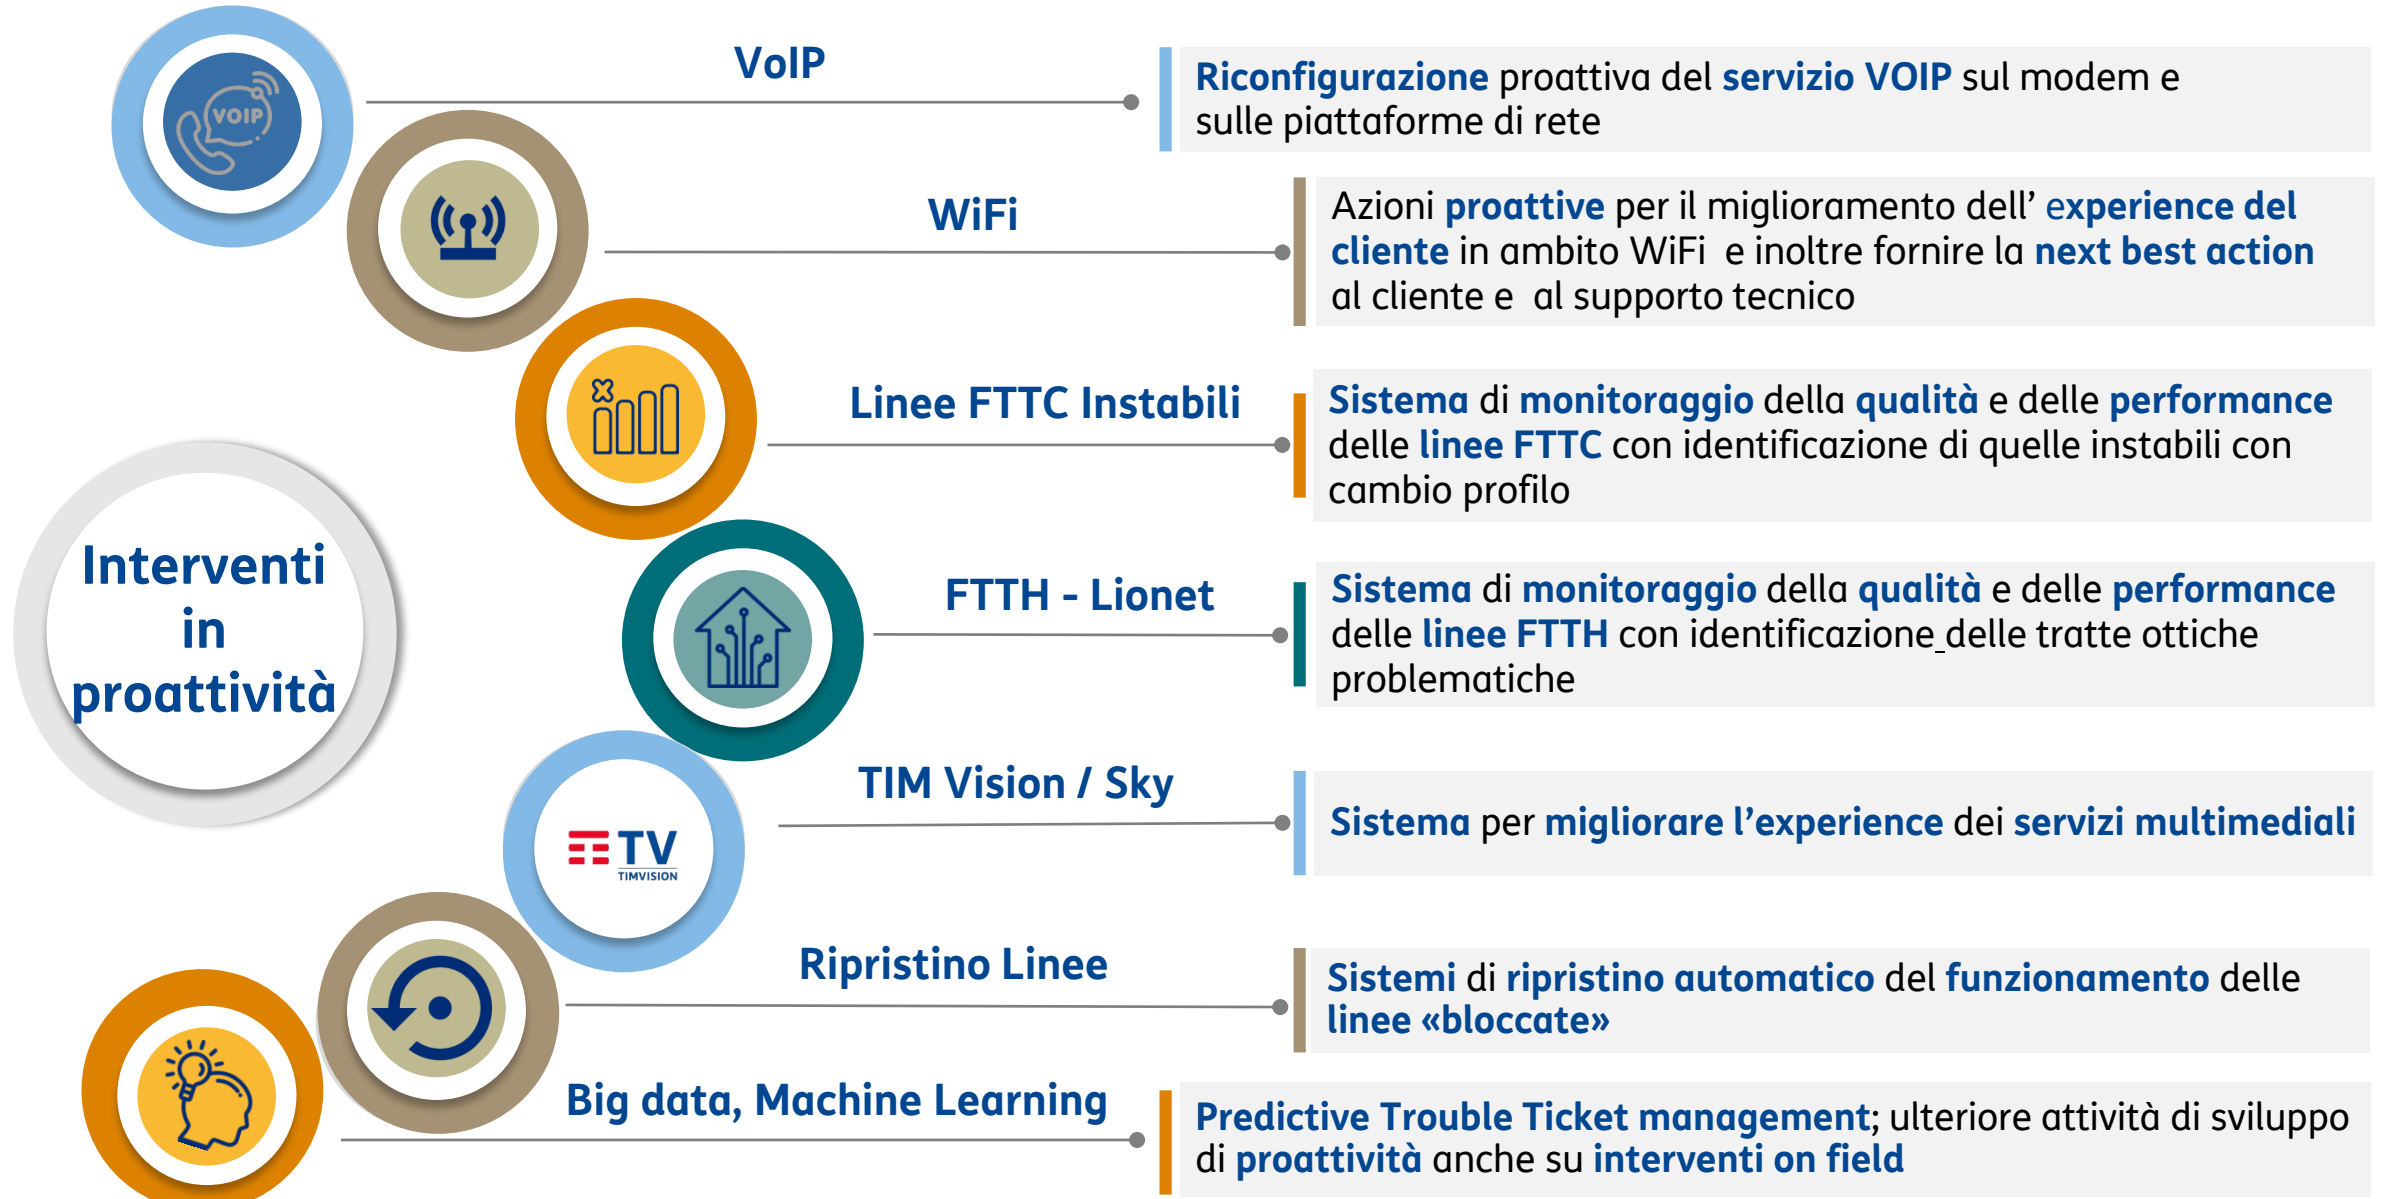 VoIP
VOIP
Riconfigurazione proattiva del servizio VOIP sul modem e
sulle piattaforme di rete
WiFi
Azioni proattive per il miglioramento dell’ experience del
cliente in ambito WiFi e inoltre fornire la next best action
al cliente e al supporto tecnico
Linee FTTC Instabili
Sistema di monitoraggio della qualità e delle performance
delle linee FTTC con identificazione di quelle instabili con
cambio profilo
Interventi
in
proattività
FTTH - Lionet
Sistema di monitoraggio della qualità e delle performance
delle linee FTTH con identificazione delle tratte ottiche
problematiche
TIM Vision / Sky
TV
TIMVISION
Sistema per migliorare l’experience dei servizi multimediali
Ripristino Linee
Sistemi di ripristino automatico del funzionamento delle
linee «bloccate»
Big data, Machine Learning
Predictive Trouble Ticket management; ulteriore attività di sviluppo
di proattività anche su interventi on field